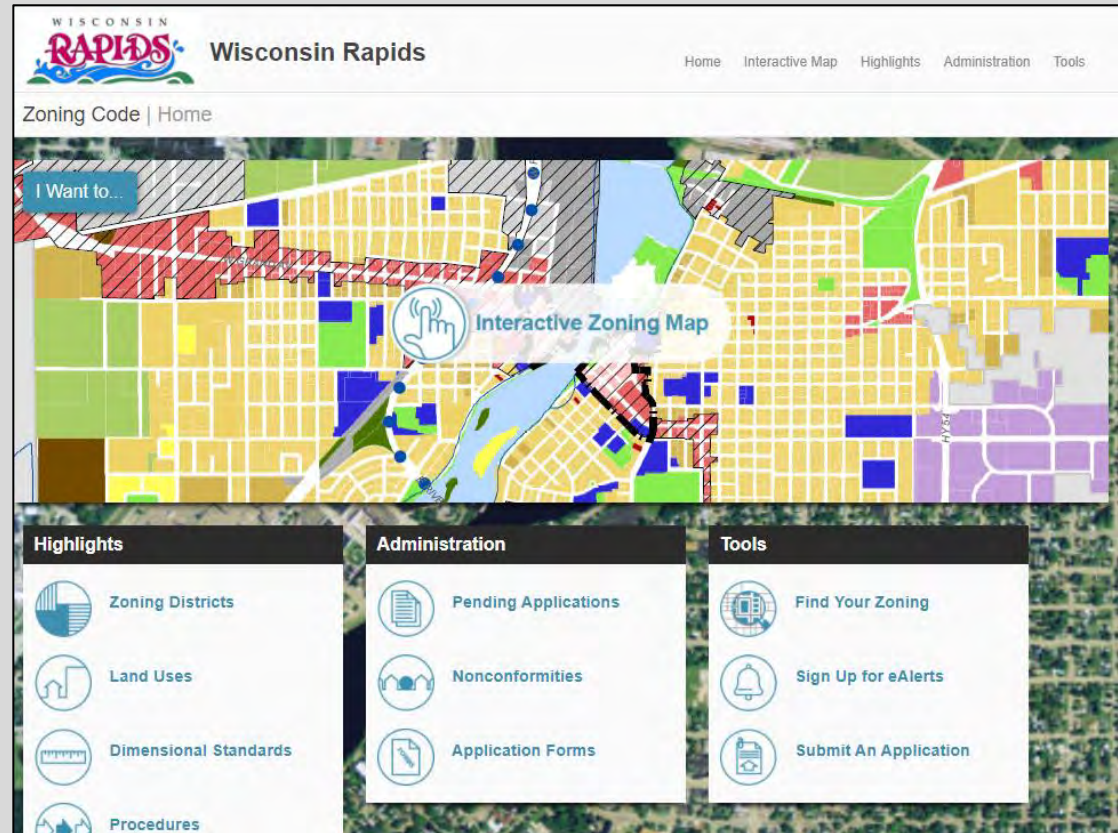 WISCONSIN
RAPIDS
Wisconsin Rapids
Home Interactive Map Highlights Administration Tools
Zoning Code | Home
I Want to...
Interactive Zoning Map
HY 54
Highlights
Zoning Districts
Land Uses
Dimensional Standards
Procedures
Administration
Pending Applications
Nonconformities
Application Forms
Tools
Find Your Zoning
Sign Up for eAlerts
Submit An Application